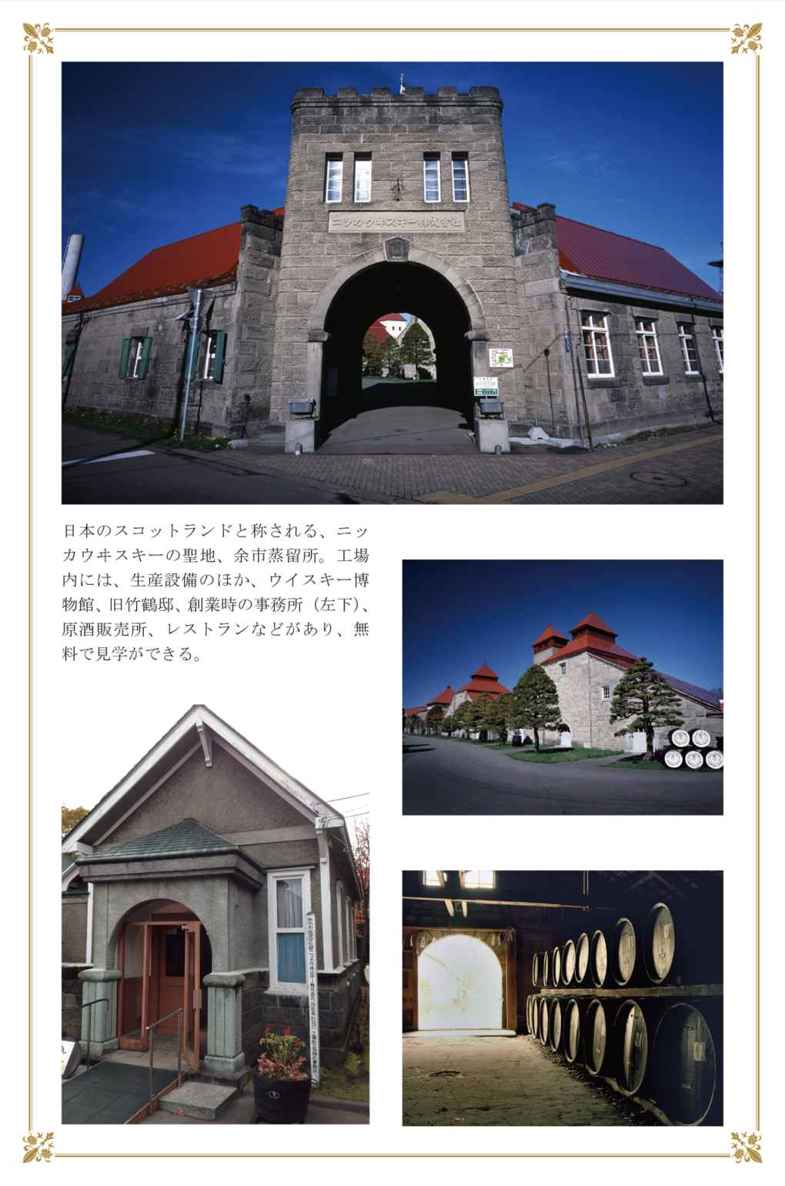 ニッカウヰスキー株式会社
日本のスコットランドと称される、ニッ
カウヰスキーの聖地、余市蒸留所。工場
内には、生産設備のほか、ウイスキー博
物館、旧竹鶴邸、創業時の事務所（左下）、
原酒販売所、レストランなどがあり、無
料で見学ができる。